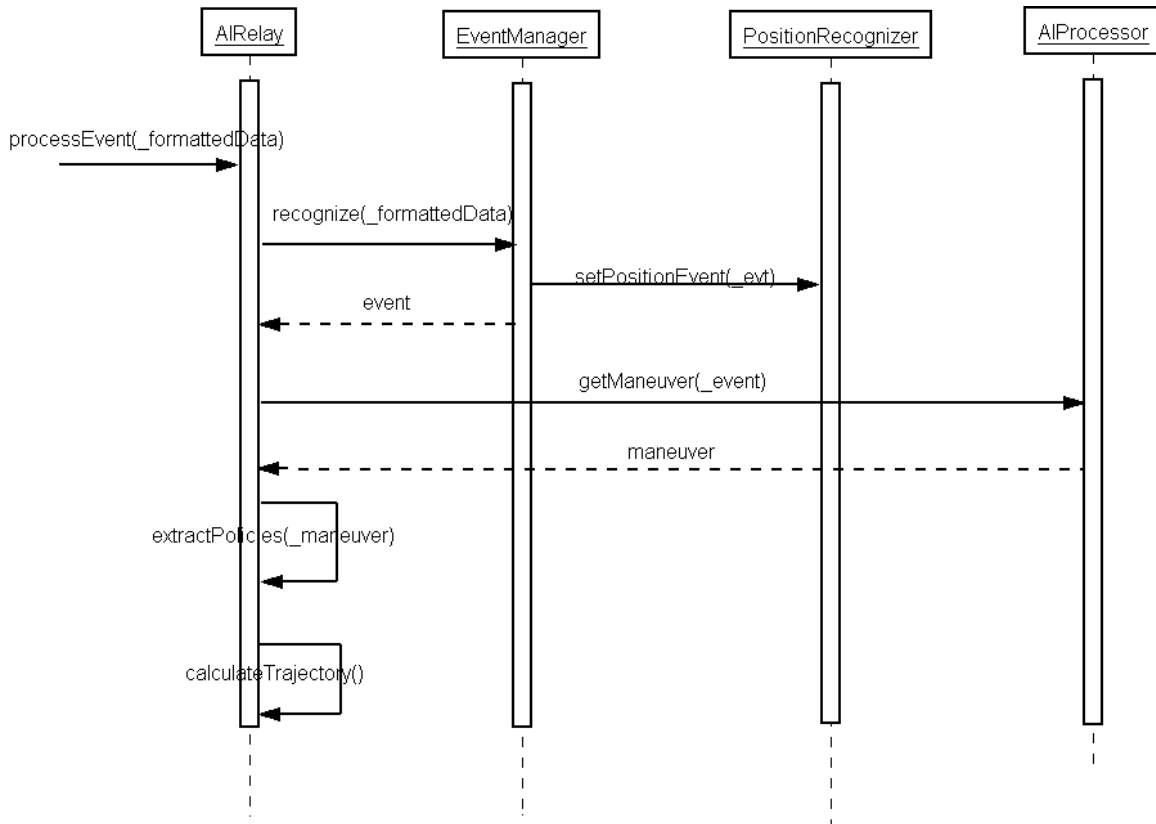 AIRelay
EventManager
PositionRecognizer
AIProcessor
processEvent(_formattedData)
recognize(_formattedData)
setPositionEvent(_evt)
event
getManeuver(_event)
maneuver
extractPolicies(_maneuver)
calculateTrajectory()